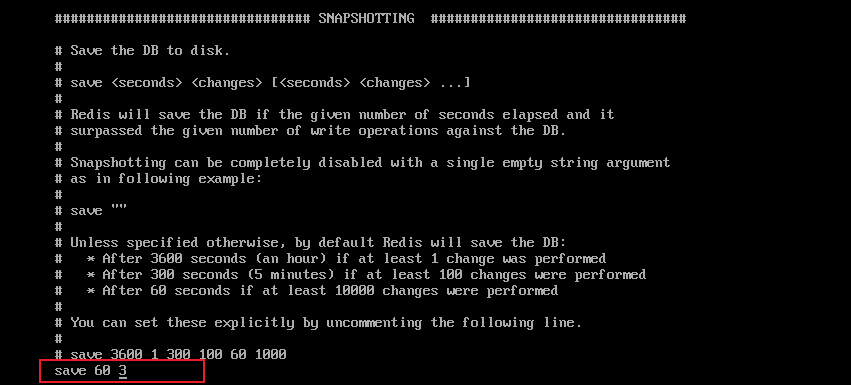 ################################ SNAPSHOTTING  ################################
# Save the DB to disk.
#
# save <seconds> <changes> [<seconds> <changes> ...]
#
# Redis will save the DB if the given number of seconds elapsed and it
# surpassed the given number of write operations against the DB.
#
# Snapshotting can be completely disabled with a single empty string argument
# as in following example:
#
# save ""
#
# Unless specified otherwise, by default Redis will save the DB:
#   * After 3600 seconds (an hour) if at least 1 change was performed
#   * After 300 seconds (5 minutes) if at least 100 changes were performed
#   * After 60 seconds if at least 10000 changes were performed
#
# You can set these explicitly by uncommenting the following line.
#
# save 3600 1 300 100 60 1000
save 60 3